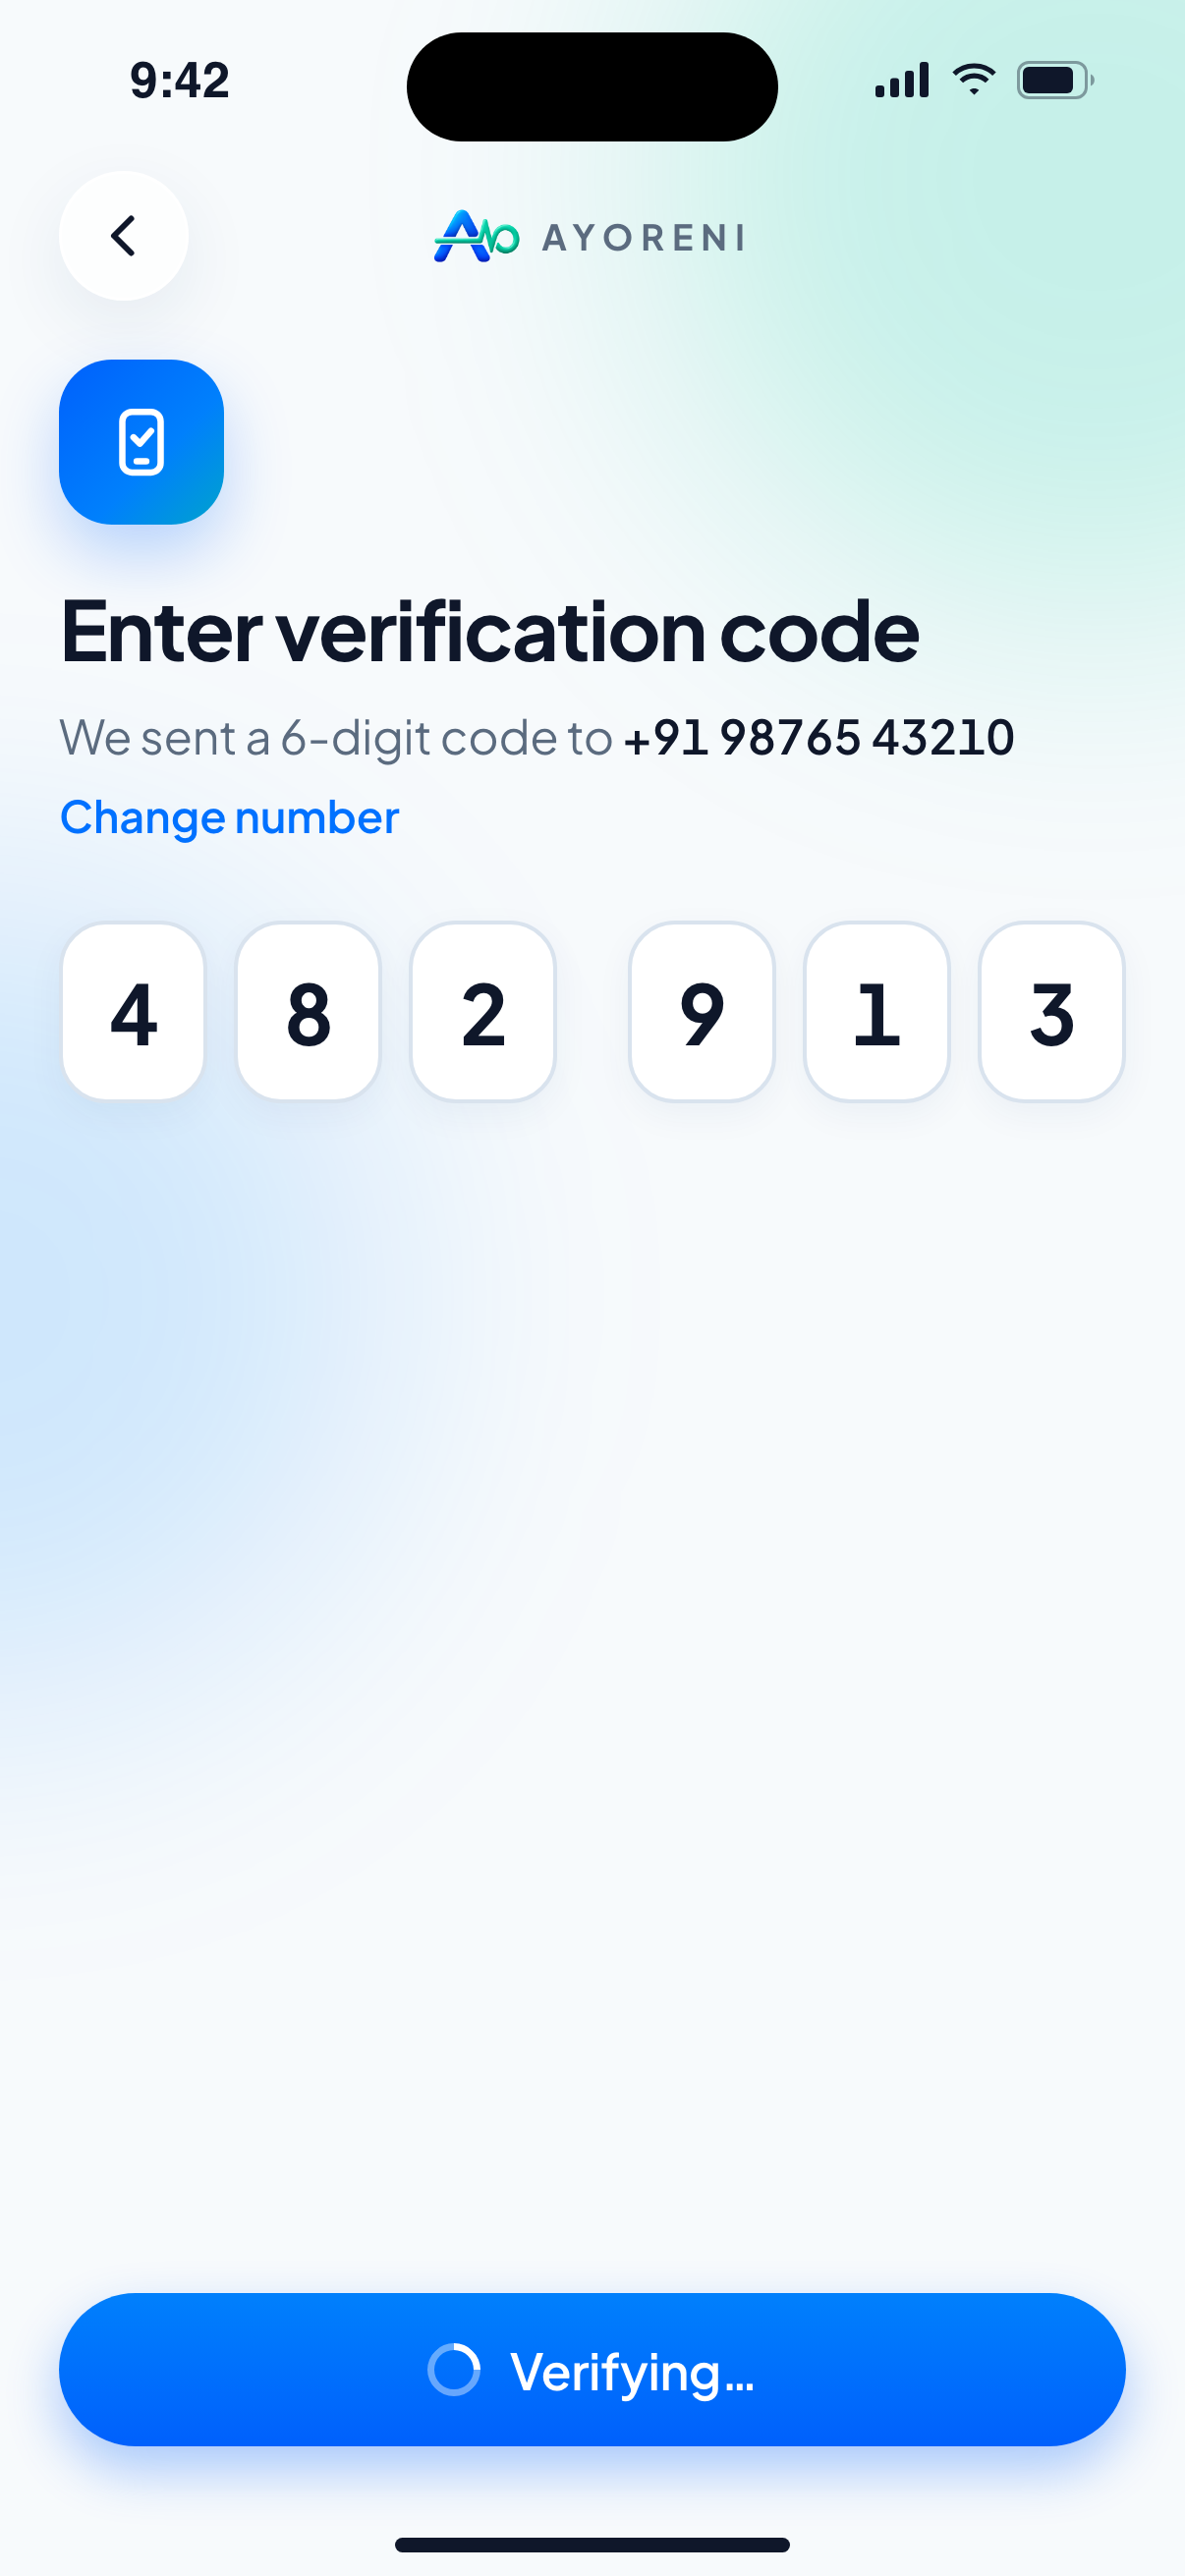 9:42
AYORENI
Enter verification code
We sent a 6-digit code to +91 98765 43210
Change number
4 8 2 9 1 3
Verifying...